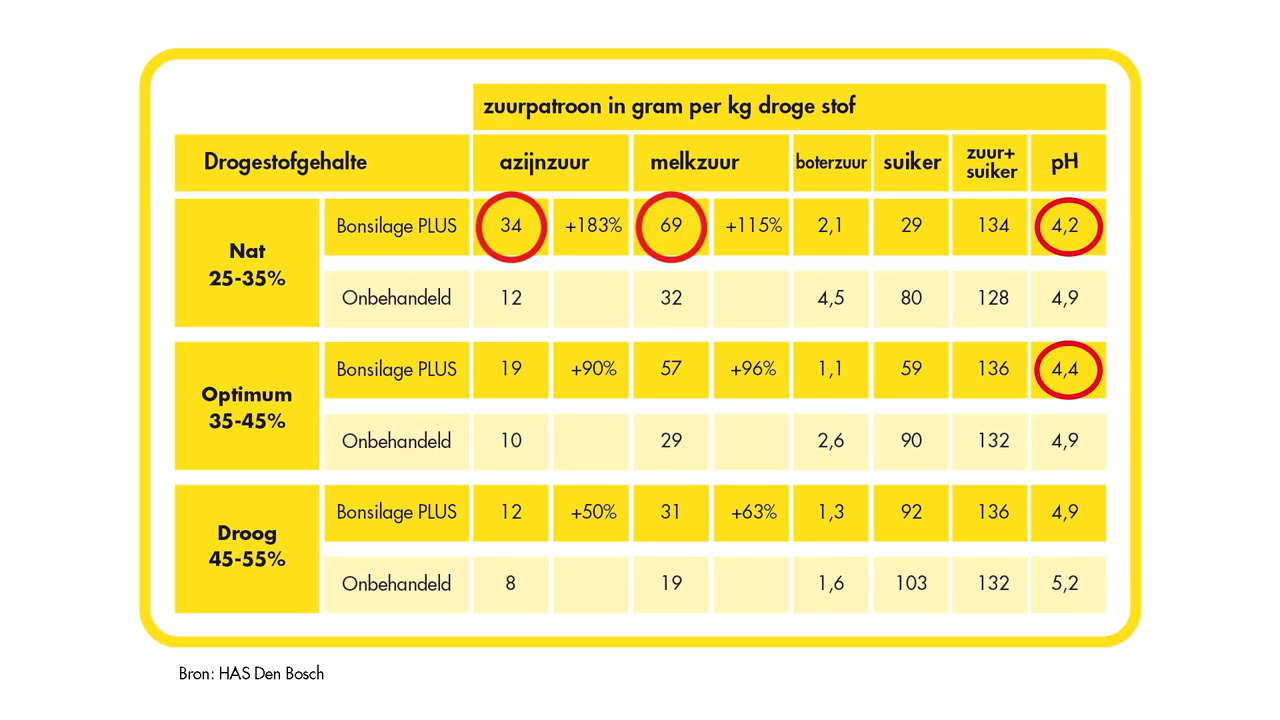 zuurpatroon in gram per kg droge stof
Drogestofgehalte azijnzuur melkzuur boterzuur suiker zuur+ suiker pH
Nat
25-35%
Bonsilage PLUS 34 +183% 69 +115% 2,1 29 134 4,2
Onbehandeld 12 32 4,5 80 128 4,9
Optimum
35-45%
Bonsilage PLUS 19 +90% 57 +96% 1,1 59 136 4,4
Onbehandeld 10 29 2,6 90 132 4,9
Droog
45-55%
Bonsilage PLUS 12 +50% 31 +63% 1,3 92 136 4,9
Onbehandeld 8 19 1,6 103 132 5,2
Bron: HAS Den Bosch